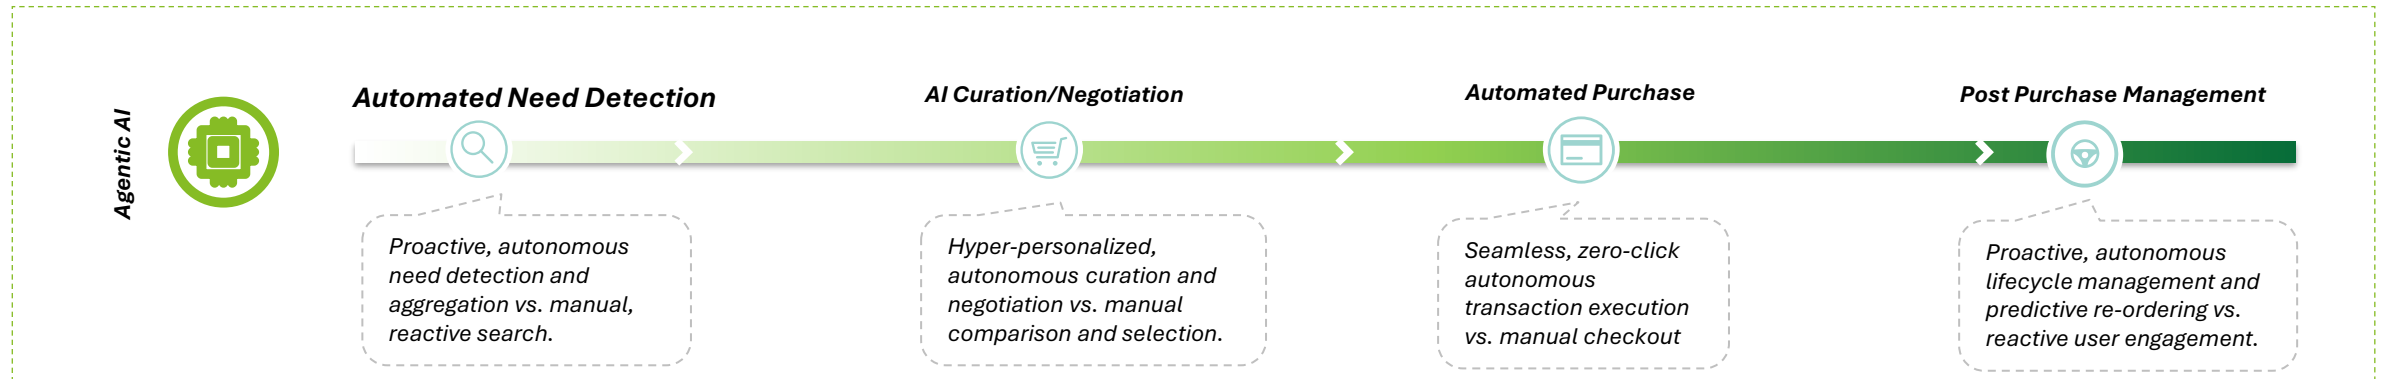 Agentic AI
Automated Need Detection
AI Curation/Negotiation
Automated Purchase
Post Purchase Management
Proactive, autonomous
need detection and
aggregation vs. manual,
reactive search.
Hyper-personalized,
autonomous curation and
negotiation vs. manual
comparison and selection.
Seamless, zero-click
autonomous
transaction execution
vs. manual checkout
Proactive, autonomous
lifecycle management and
predictive re-ordering vs.
reactive user engagement.